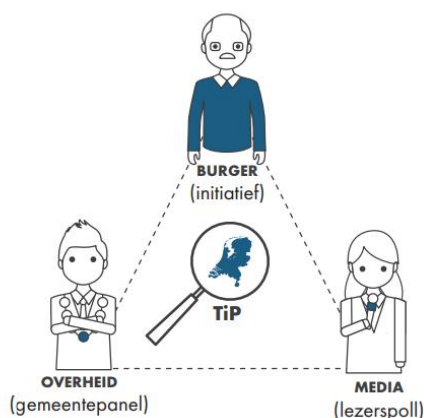 BURGER
(initiatief)
TiP
OVERHEID
(gemeentepanel)
MEDIA
(lezerspoll)